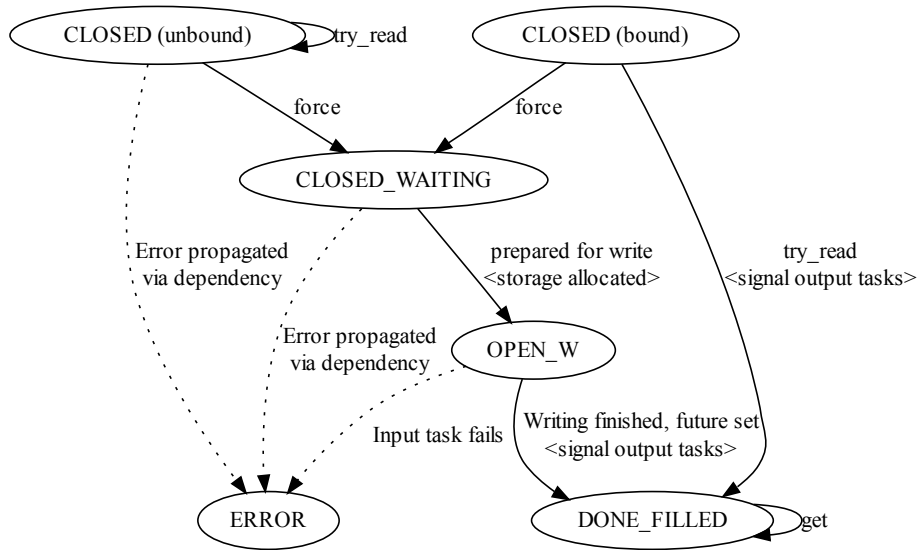 CLOSED (unbound)
try_read
CLOSED (bound)
force
force
CLOSED_WAITING
Error propagated
via dependency
prepared for write
<storage allocated>
try_read
<signal output tasks>
Error propagated
via dependency
OPEN_W
Input task fails
Writing finished, future set
<signal output tasks>
ERROR
DONE_FILLED
get